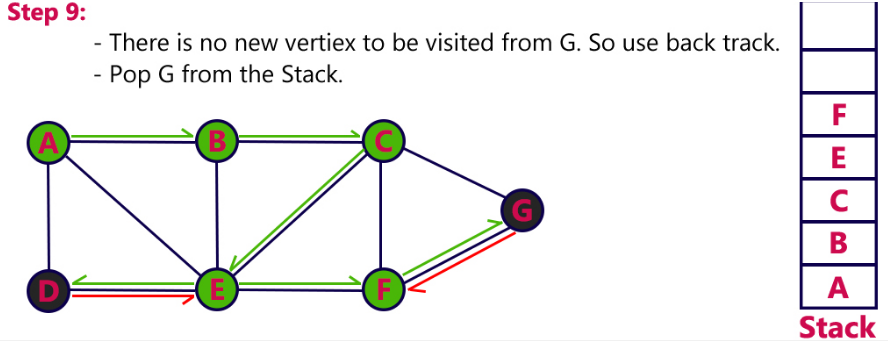 Step 9:
- There is no new vertiex to be visited from G. So use back track.
- Pop G from the Stack.
A
B
C
G
D
E
F
F
E
C
B
A
Stack